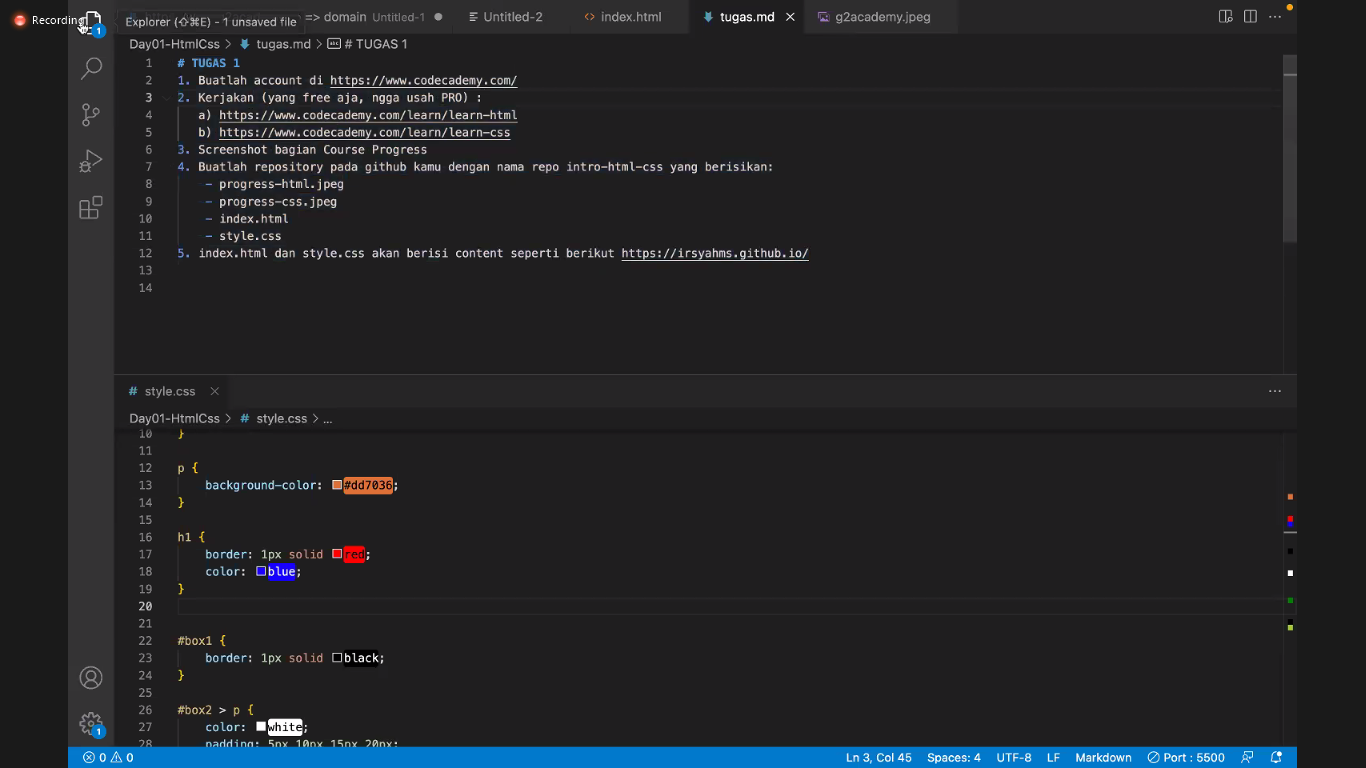 Recording
1
Explorer (⇧⌘E) - 1 unsaved file
=> domain Untitled-1
Untitled-2
index.html
tugas.md
g2academy.jpeg
Day01-HtmlCss > tugas.md > # TUGAS 1
1 # TUGAS 1
2 1. Buatlah account di https://www.codecademy.com/
3 2. Kerjakan (yang free aja, ngga usah PRO) :
4 a) https://www.codecademy.com/learn/learn-html
5 b) https://www.codecademy.com/learn/learn-css
6 3. Screenshot bagian Course Progress
7 4. Buatlah repository pada github kamu dengan nama repo intro-html-css yang berisikan:
8 - progress-html.jpeg
9 - progress-css.jpeg
10 - index.html
11 - style.css
12 5. index.html dan style.css akan berisi content seperti berikut https://irsyahms.github.io/
13
14
# style.css
Day01-HtmlCss > # style.css > ...
10 }
11
12 p {
13 background-color: #dd7036;
14 }
15
16 h1 {
17 border: 1px solid red;
18 color: blue;
19 }
20
21
22 #box1 {
23 border: 1px solid black;
24 }
25
26 #box2 > p {
27 color: white;
28 padding: 5px 10px 15px 20px;
1
0 0
Ln 3, Col 45
Spaces: 4
UTF-8
LF
Markdown
Port : 5500